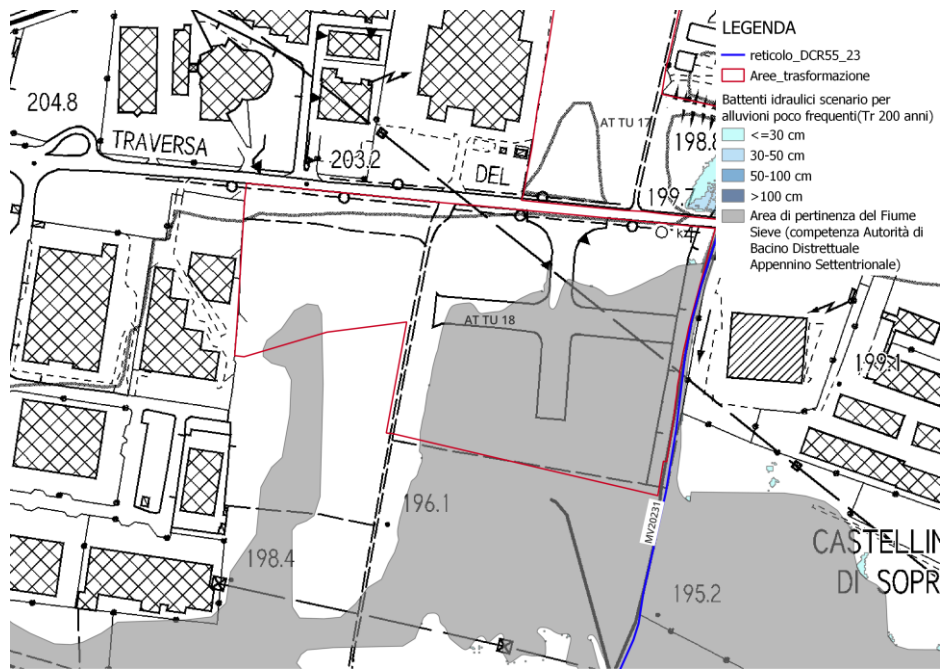 LEGENDA
reticolo_DCR55_23
Aree_trasformazione
Battenti idraulici scenario per
alluvioni poco frequenti(Tr 200 anni)
<=30 cm
30-50 cm
50-100 cm
>100 cm
Area di pertinenza del Fiume
Sieve (competenza Autorità di
Bacino Distrettuale
Appennino Settentrionale)
204.8
TRAVERSA
203.2
DEL
AT TU 17
AT TU 18
196.1
198.4
MV20231
195.2
199.1
CASTELLIN
DI SOPR